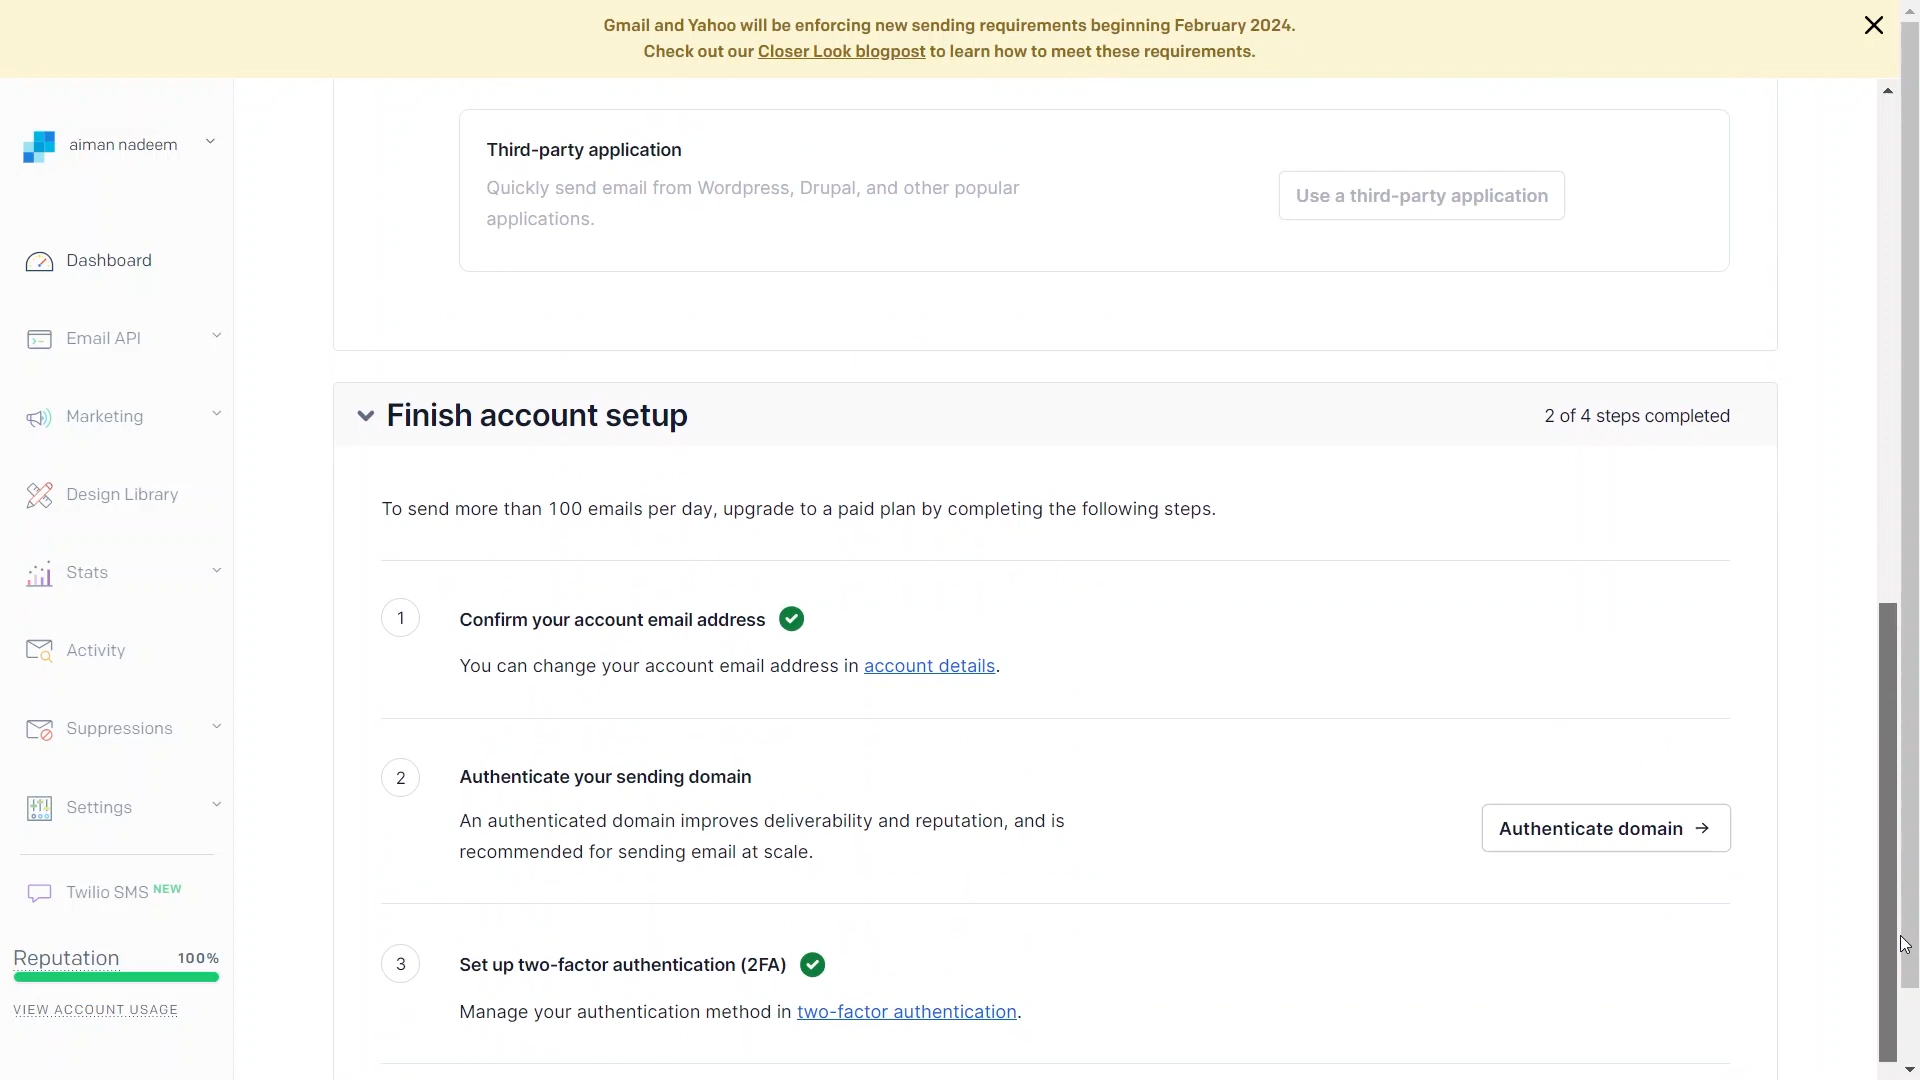 Gmail and Yahoo will be enforcing new sending requirements beginning February 2024.
Check out our Closer Look blogpost to learn how to meet these requirements.
aiman nadeem
Dashboard
Email API
Marketing
Design Library
Stats
Activity
Suppressions
Settings
Twilio SMS NEW
Reputation 100%
VIEW ACCOUNT USAGE
Third-party application
Quickly send email from Wordpress, Drupal, and other popular
applications.
Use a third-party application
Finish account setup
2 of 4 steps completed
To send more than 100 emails per day, upgrade to a paid plan by completing the following steps.
1
Confirm your account email address
You can change your account email address in account details.
2
Authenticate your sending domain
An authenticated domain improves deliverability and reputation, and is
recommended for sending email at scale.
Authenticate domain →
3
Set up two-factor authentication (2FA)
Manage your authentication method in two-factor authentication.